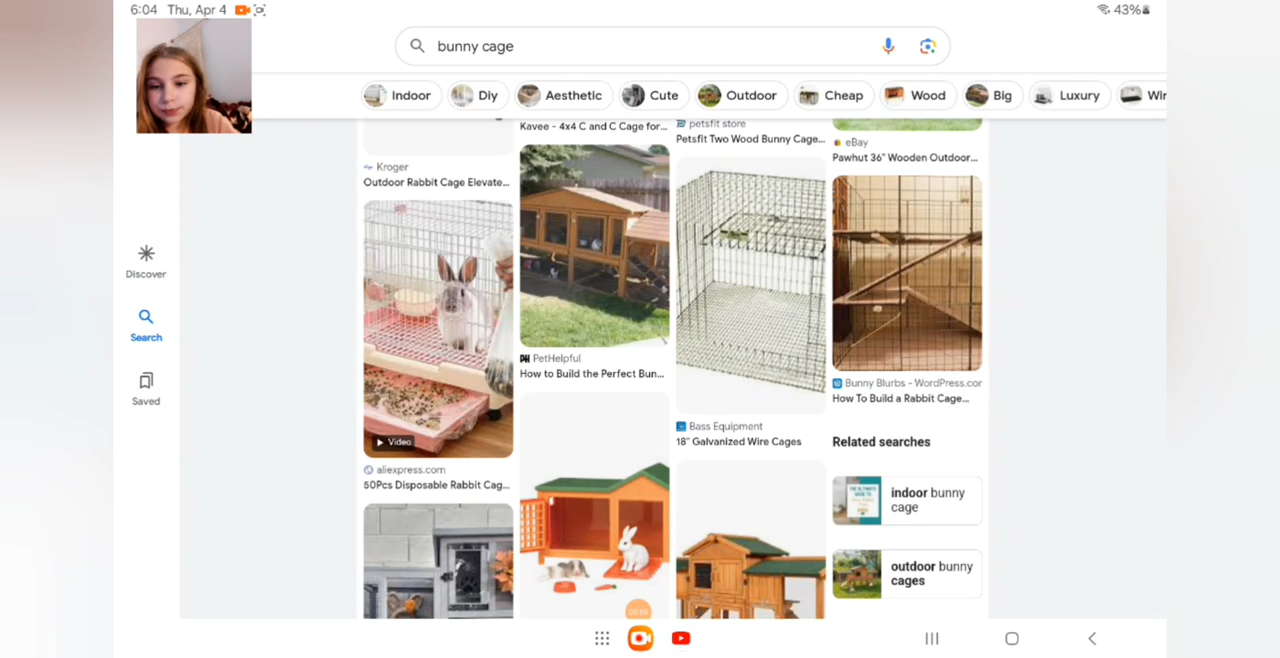 6:04 Thu, Apr 4
43%
bunny cage
Indoor
Diy
Aesthetic
Cute
Outdoor
Cheap
Wood
Big
Luxury
Wir
Discover
Search
Saved
Kroger
Outdoor Rabbit Cage Elevate...
Video
aliexpress.com
50Pcs Disposable Rabbit Cag...
Kavee - 4x4 C and C Cage for...
PH PetHelpful
How to Build the Perfect Bun...
petsfit store
Petsfit Two Wood Bunny Cage...
Bass Equipment
18" Galvanized Wire Cages
eBay
Pawhut 36" Wooden Outdoor...
Bunny Blurbs - WordPress.cor
How To Build a Rabbit Cage...
Related searches
indoor bunny
cage
outdoor bunny
cages